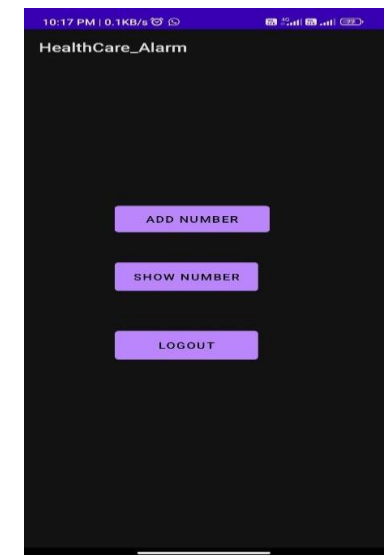 10:17 PM | 0.1KB/s
HealthCare_Alarm
ADD NUMBER
SHOW NUMBER
LOGOUT